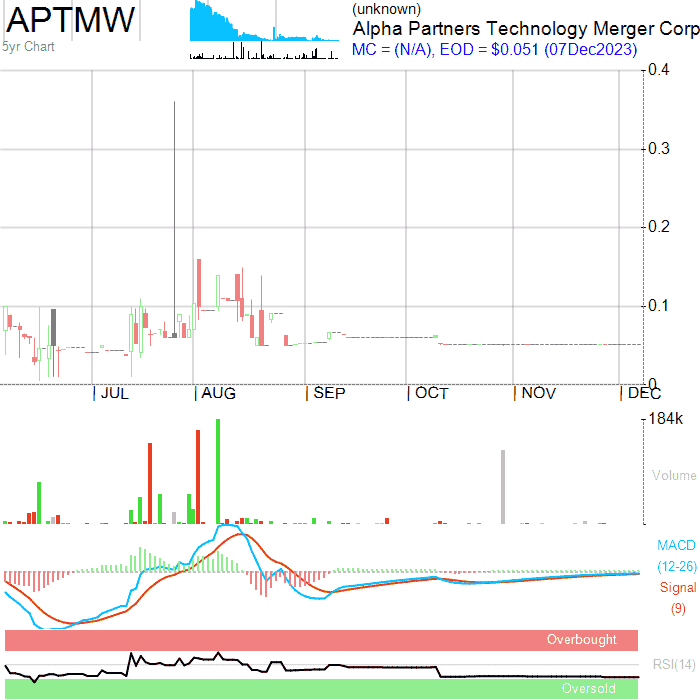 APTMW
5yr Chart
(unknown)
Alpha Partners Technology Merger Corp
MC = (N/A), EOD = $0.051 (07Dec2023)
0.4
0.3
0.2
0.1
0
JUL
AUG
SEP
OCT
NOV
DEC
184k
Volume
MACD
(12-26)
Signal
(9)
Overbought
RSI(14)
Oversold